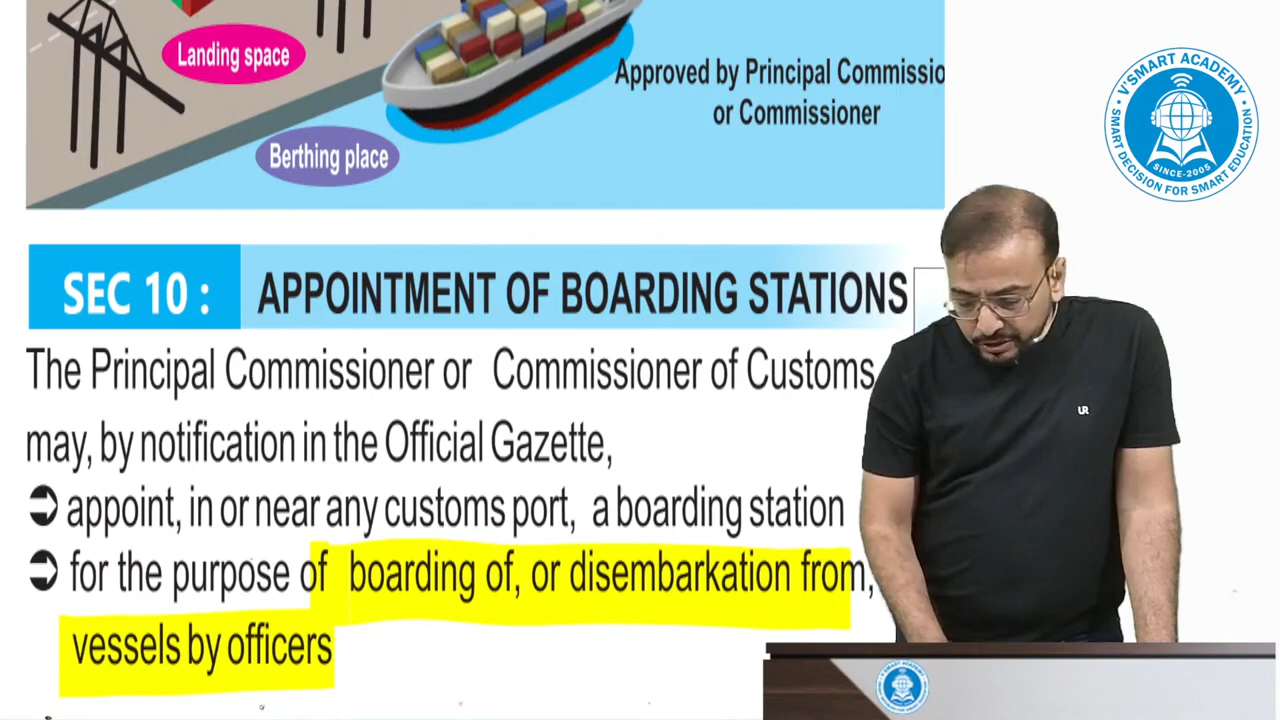 Landing space
Approved by Principal Commissio
or Commissioner
Berthing place
V'SMART ACADEMY
SMART DECISION FOR SMART EDUCATION
SINCE-2005
SEC 10 : APPOINTMENT OF BOARDING STATIONS
The Principal Commissioner or Commissioner of Customs
may, by notification in the Official Gazette,
➲ appoint, in or near any customs port, a boarding station
➲ for the purpose of boarding of, or disembarkation from,
vessels by officers
UR